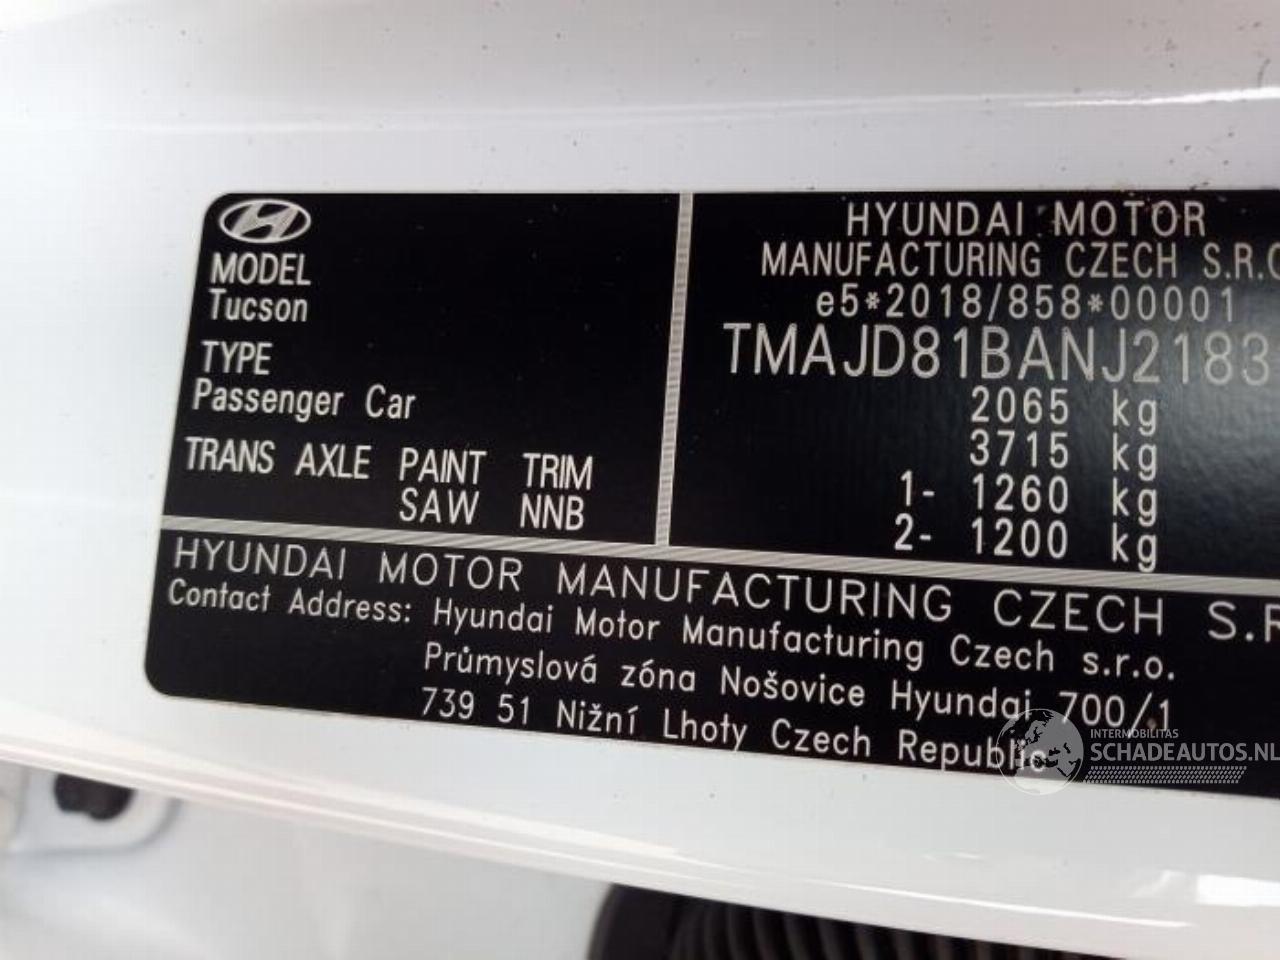 MODEL
Tucson
TYPE
Passenger Car
TRANS AXLE PAINT TRIM
SAW NNB
HYUNDAI MOTOR
MANUFACTURING CZECH S.R.O
e5*2018/858*00001
TMAJD81BANJ2183
2065 kg
3715 kg
1- 1260 kg
2- 1200 kg
HYUNDAI MOTOR MANUFACTURING CZECH S.R
Contact Address: Hyundai Motor Manufacturing Czech s.r.o.
Průmyslová zóna Nošovice Hyundai 700/1
739 51 Nižní Lhoty Czech Republic
INTERMOBILITAS
SCHADEAUTOS.NL